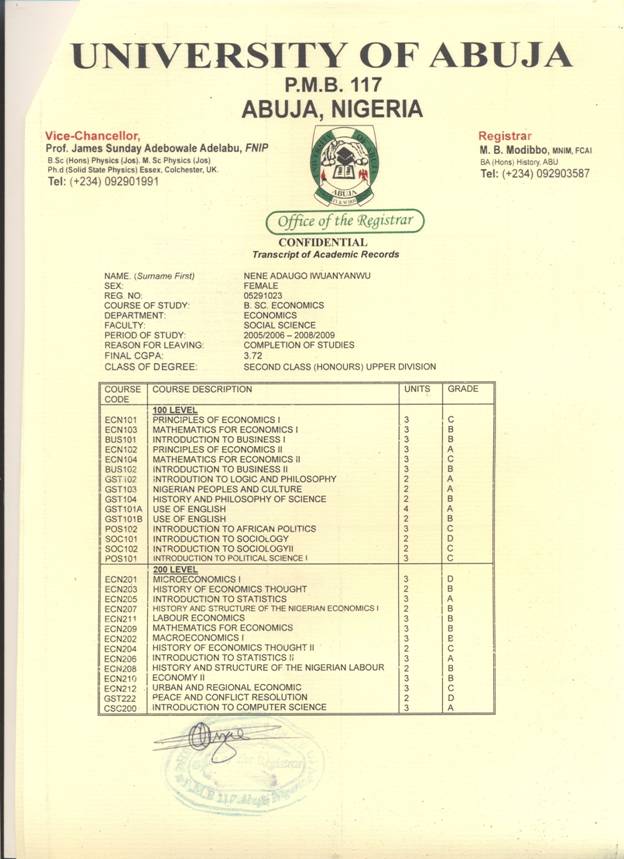 UNIVERSITY OF ABUJA
P.M.B. 117
ABUJA, NIGERIA
Vice-Chancellor,
Prof. James Sunday Adebowale Adelabu, FNIP
B.Sc (Hons) Physics (Jos). M. Sc Physics (Jos)
Ph.d (Solid State Physics) Essex, Colchester, UK.
Tel: (+234) 092901991
Registrar
M. B. Modibbo, MNIM, FCAI
BA (Hons) History, ABU
Tel: (+234) 092903587
ABUJA
Office of the Registrar
CONFIDENTIAL
Transcript of Academic Records
NAME. (Surname First) NENE ADAUGO IWUANYANWU
SEX: FEMALE
REG. NO: 05291023
COURSE OF STUDY: B. SC. ECONOMICS
DEPARTMENT: ECONOMICS
FACULTY: SOCIAL SCIENCE
PERIOD OF STUDY: 2005/2006 – 2008/2009
REASON FOR LEAVING: COMPLETION OF STUDIES
FINAL CGPA: 3.72
CLASS OF DEGREE: SECOND CLASS (HONOURS) UPPER DIVISION
COURSE CODE COURSE DESCRIPTION UNITS GRADE
100 LEVEL
ECN101 PRINCIPLES OF ECONOMICS I 3 C
ECN103 MATHEMATICS FOR ECONOMICS I 3 B
BUS101 INTRODUCTION TO BUSINESS I 3 B
ECN102 PRINCIPLES OF ECONOMICS II 3 A
ECN104 MATHEMATICS FOR ECONOMICS II 3 C
BUS102 INTRODUCTION TO BUSINESS II 3 B
GST102 INTRODUTION TO LOGIC AND PHILOSOPHY 2 A
GST103 NIGERIAN PEOPLES AND CULTURE 2 A
GST104 HISTORY AND PHILOSOPHY OF SCIENCE 2 B
GST101A USE OF ENGLISH 4 A
GST101B USE OF ENGLISH 2 B
POS102 INTRODUCTION TO AFRICAN POLITICS 3 C
SOC101 INTRODUCTION TO SOCIOLOGY 2 D
SOC102 INTRODUCTION TO SOCIOLOGYII 2 C
POS101 INTRODUCTION TO POLITICAL SCIENCE I 3 C
200 LEVEL
ECN201 MICROECONOMICS I 3 D
ECN203 HISTORY OF ECONOMICS THOUGHT 2 B
ECN205 INTRODUCTION TO STATISTICS 3 A
ECN207 HISTORY AND STRUCTURE OF THE NIGERIAN ECONOMICS I 2 B
ECN211 LABOUR ECONOMICS 3 B
ECN209 MATHEMATICS FOR ECONOMICS 3 B
ECN202 MACROECONOMICS I 3 E
ECN204 HISTORY OF ECONOMICS THOUGHT II 2 C
ECN206 INTRODUCTION TO STATISTICS II 3 A
ECN208 HISTORY AND STRUCTURE OF THE NIGERIAN LABOUR 2 B
ECN210 ECONOMY II 3 B
ECN212 URBAN AND REGIONAL ECONOMIC 3 C
GST222 PEACE AND CONFLICT RESOLUTION 2 D
CSC200 INTRODUCTION TO COMPUTER SCIENCE 3 A
the Registrar
P.M.B 117 Abuja